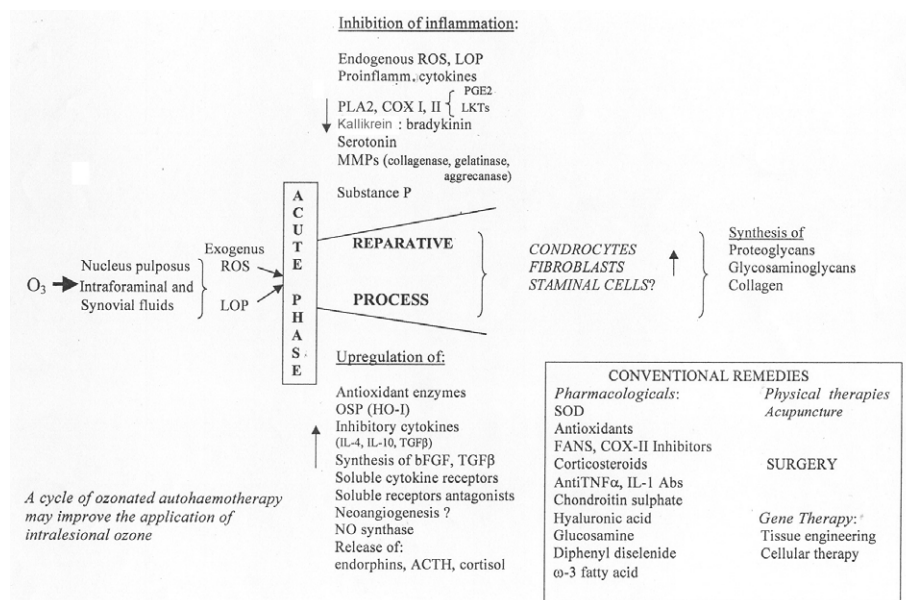 Inhibition of inflammation:
Endogenous ROS, LOP
Proinflamm. cytokines
PLA2, COX I, II { PGE2
LKTs
Kallikrein : bradykinin
Serotonin
MMPs (collagenase, gelatinase,
aggrecanase)
Substance P
ACUTE PHASE
O₃
Nucleus pulposus
Intraforaminal and
Synovial fluids
Exogenus
ROS
LOP
REPARATIVE
PROCESS
CONDROCYTES
FIBROBLASTS
STAMINAL CELLS?
Synthesis of
Proteoglycans
Glycosaminoglycans
Collagen
Upregulation of:
Antioxidant enzymes
OSP (HO-I)
Inhibitory cytokines
(IL-4, IL-10, TGFβ)
Synthesis of bFGF, TGFβ
Soluble cytokine receptors
Soluble receptors antagonists
Neoangiogenesis ?
NO synthase
Release of:
endorphins, ACTH, cortisol
A cycle of ozonated autohaemotherapy
may improve the application of
intralesional ozone
CONVENTIONAL REMEDIES
Pharmacologicals:
SOD
Antioxidants
FANS, COX-II Inhibitors
Corticosteroids
AntiTNFα, IL-1 Abs
Chondroitin sulphate
Hyaluronic acid
Glucosamine
Diphenyl diselenide
ω-3 fatty acid
Physical therapies
Acupuncture
SURGERY
Gene Therapy:
Tissue engineering
Cellular therapy